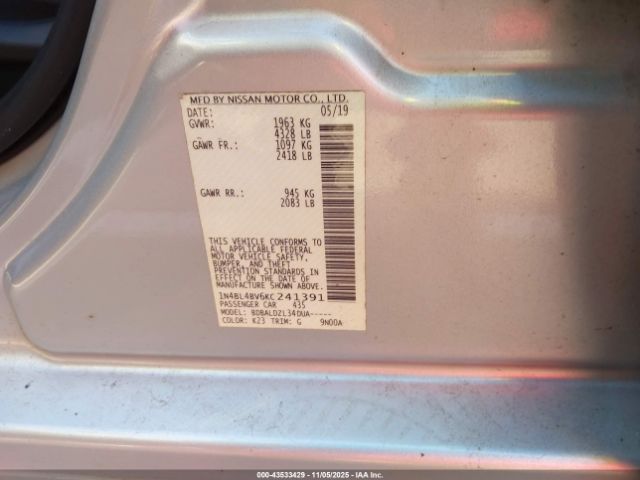 MFD BY NISSAN MOTOR CO., LTD.
DATE: 05/19
GVWR: 1963 KG
4328 LB
GAWR FR.: 1097 KG
2418 LB
GAWR RR.: 945 KG
2083 LB
THIS VEHICLE CONFORMS TO
ALL APPLICABLE FEDERAL
MOTOR VEHICLE SAFETY,
BUMPER, AND THEFT
PREVENTION STANDARDS IN
EFFECT ON THE DATE OF
MANUFACTURE SHOWN ABOVE.
1N4BL4BV6KC241391
PASSENGER CAR 435
MODEL: BDBALDZL34DUA-----
COLOR: K23 TRIM: G 9N00A
000-43533429 - 11/05/2025 - IAA Inc.